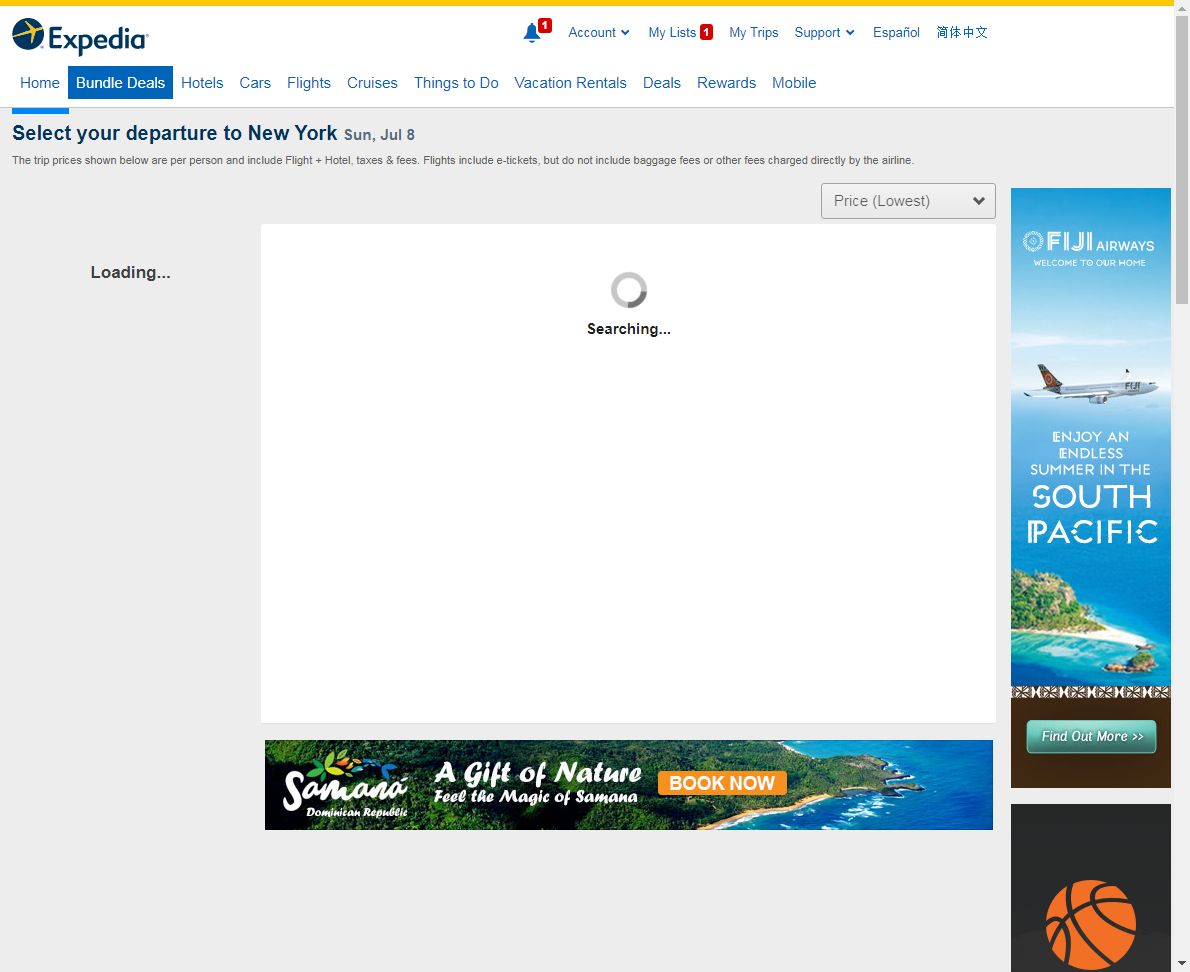 Expedia
1
Account
My Lists 1
My Trips
Support
Español
简体中文
Home
Bundle Deals
Hotels
Cars
Flights
Cruises
Things to Do
Vacation Rentals
Deals
Rewards
Mobile
Select your departure to New York Sun, Jul 8
The trip prices shown below are per person and include Flight + Hotel, taxes & fees. Flights include e-tickets, but do not include baggage fees or other fees charged directly by the airline.
Price (Lowest)
Loading...
Searching...
FIJI AIRWAYS
WELCOME TO OUR HOME
FIJI
ENJOY AN
ENDLESS
SUMMER IN THE
SOUTH
PACIFIC
Find Out More >>
Samaná
Dominican Republic
A Gift of Nature
Feel the Magic of Samana
BOOK NOW